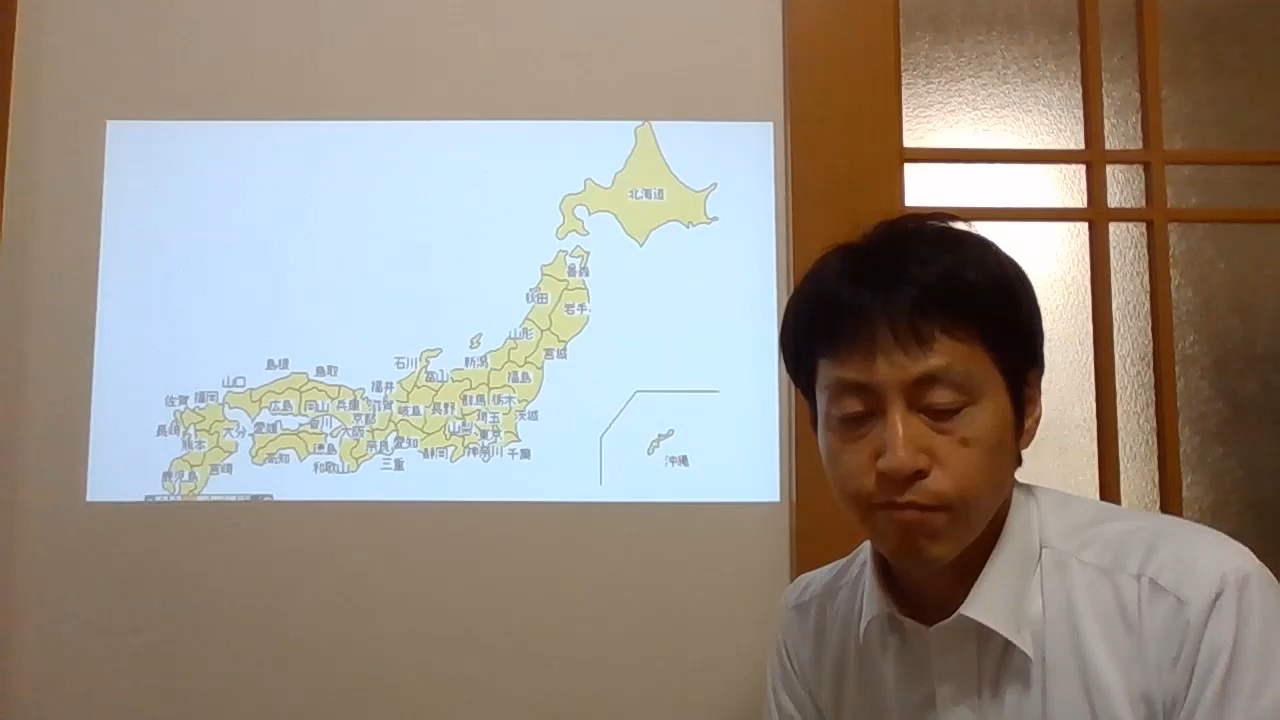 北海道
青森
秋田
岩手
山形
宮城
石川
新潟
島根
鳥取
富山
福島
山口
福井
佐賀
福岡
広島
岡山
兵庫
滋賀
岐阜
長野
群馬
栃木
茨城
京都
香川
愛媛
埼玉
長崎
大分
大阪
愛知
山梨
東京
熊本
徳島
奈良
静岡
神奈川
千葉
高知
和歌山
三重
宮崎
鹿児島
沖縄